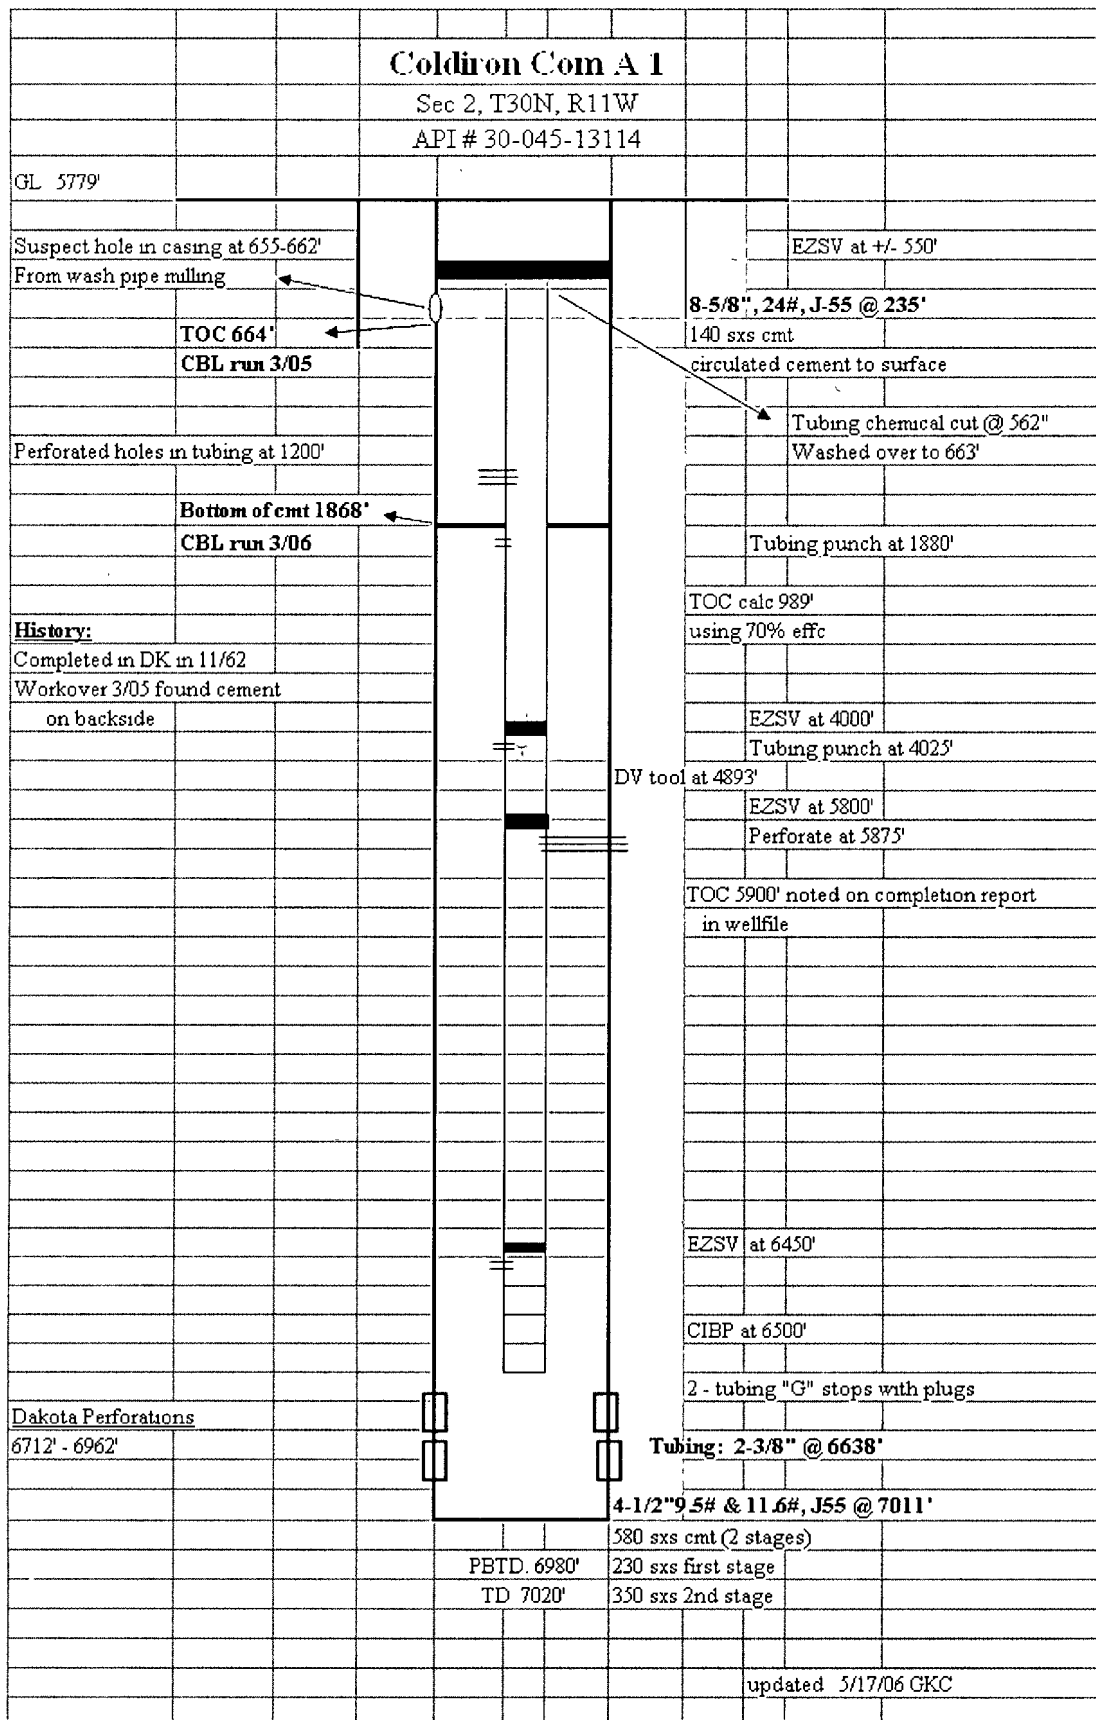 Coldiron Com A 1
Sec 2, T30N, R11W
API # 30-045-13114
GL 5779'
Suspect hole in casing at 655-662'
EZSV at +/- 550'
From wash pipe milling
8-5/8", 24#, J-55 @ 235'
TOC 664'
140 sxs cmt
CBL run 3/05
circulated cement to surface
Tubing chemical cut @ 562"
Perforated holes in tubing at 1200'
Washed over to 663'
Bottom of cmt 1868'
CBL run 3/06
Tubing punch at 1880'
TOC calc 989'
History:
using 70% effc
Completed in DK in 11/62
Workover 3/05 found cement
on backside
EZSV at 4000'
Tubing punch at 4025'
DV tool at 4893'
EZSV at 5800'
Perforate at 5875'
TOC 5900' noted on completion report
in wellfile
EZSV at 6450'
CIBP at 6500'
2 - tubing "G" stops with plugs
Dakota Perforations
6712' - 6962'
Tubing: 2-3/8" @ 6638'
4-1/2"9.5# & 11.6#, J55 @ 7011'
580 sxs cmt (2 stages)
PBTD. 6980'
230 sxs first stage
TD 7020'
350 sxs 2nd stage
updated 5/17/06 GKC